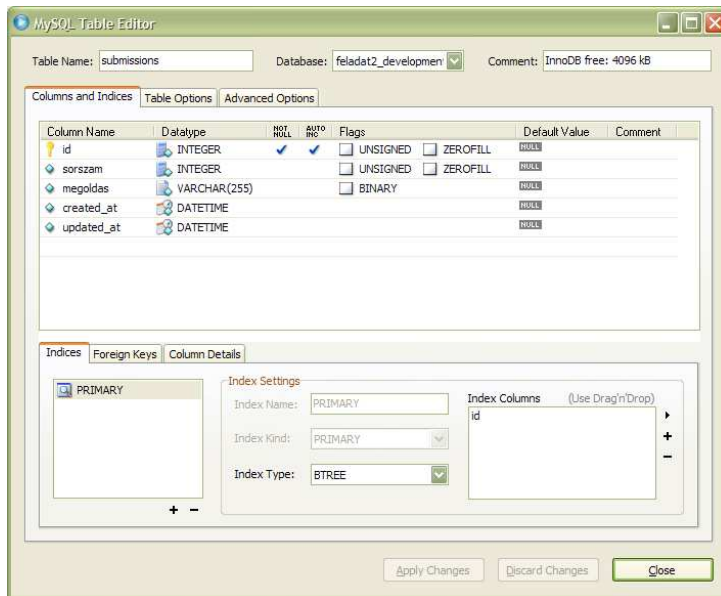 MySQL Table Editor
Table Name: submissions Database: feladat2_developmen Comment: InnoDB free: 4096 kB
Columns and Indices Table Options Advanced Options
Column Name Datatype NOT NULL AUTO INC Flags Default Value Comment
id INTEGER UNSIGNED ZEROFILL NULL
sorszam INTEGER UNSIGNED ZEROFILL NULL
megoldas VARCHAR(255) BINARY NULL
created_at DATETIME NULL
updated_at DATETIME NULL
Indices Foreign Keys Column Details
PRIMARY
Index Settings
Index Name: PRIMARY
Index Kind: PRIMARY
Index Type: BTREE
Index Columns (Use Drag'n'Drop)
id
Apply Changes Discard Changes Close